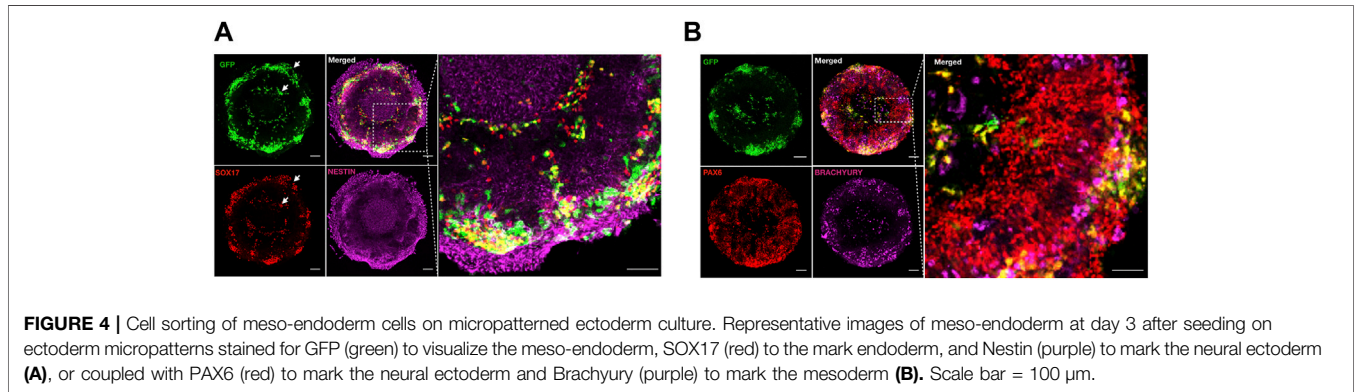 A
B
GFP
Merged
SOX17
NESTIN
GFP
Merged
Merged
PAX6
BRACHYURY
FIGURE 4 | Cell sorting of meso-endoderm cells on micropatterned ectoderm culture. Representative images of meso-endoderm at day 3 after seeding on
ectoderm micropatterns stained for GFP (green) to visualize the meso-endoderm, SOX17 (red) to the mark endoderm, and Nestin (purple) to mark the neural ectoderm
(A), or coupled with PAX6 (red) to mark the neural ectoderm and Brachyury (purple) to mark the mesoderm (B). Scale bar = 100 µm.